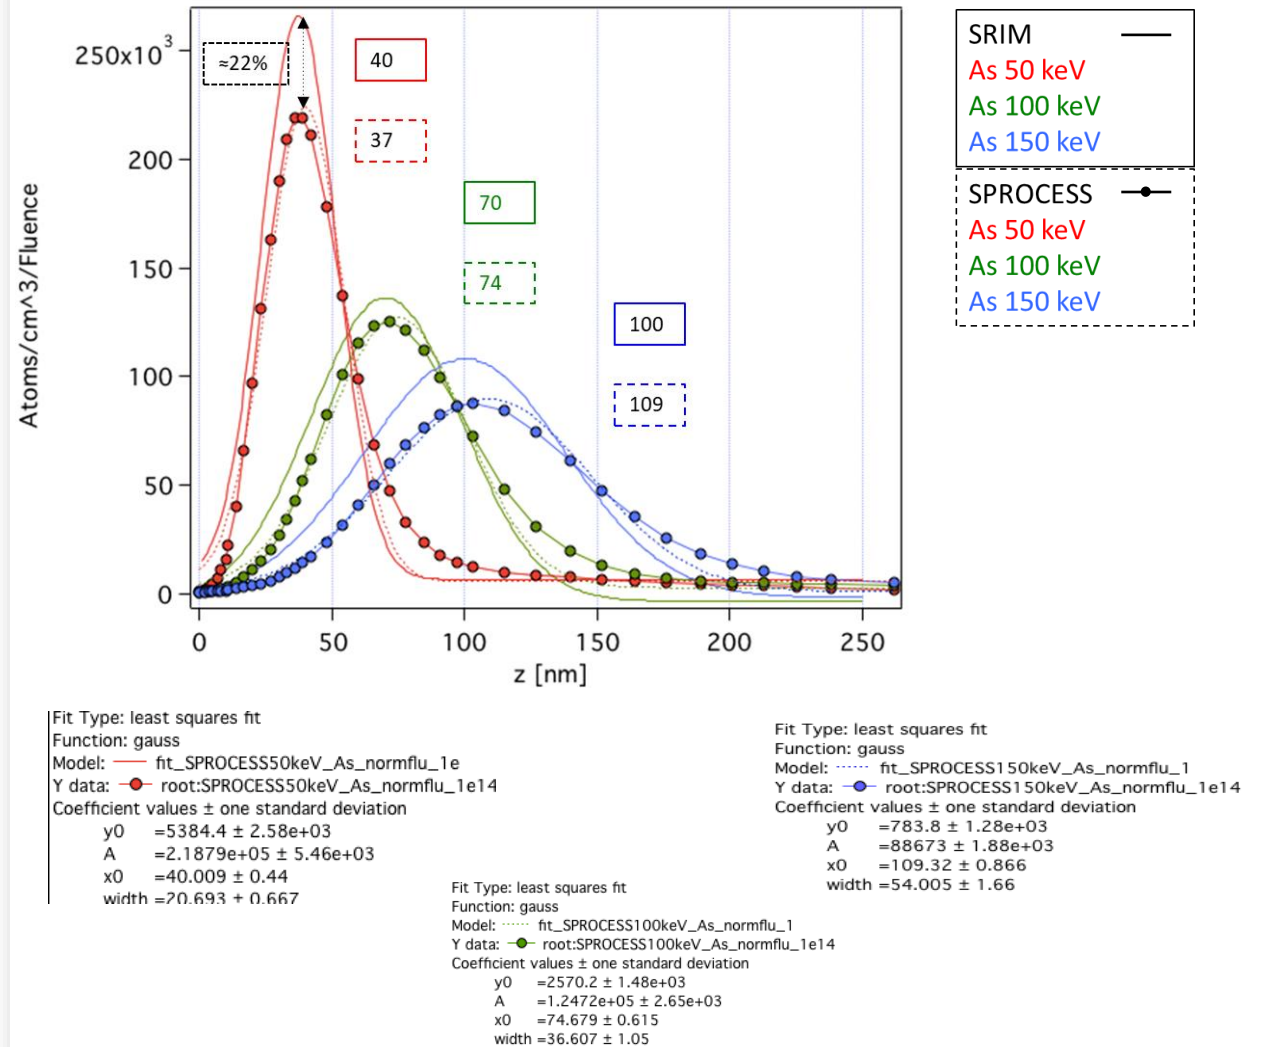 250x10³
≈22%
40
37
200
70
74
150
100
109
100
50
0
Atoms/cm^3/Fluence
0 50 100 150 200 250
z [nm]
SRIM
As 50 keV
As 100 keV
As 150 keV
SPROCESS
As 50 keV
As 100 keV
As 150 keV
Fit Type: least squares fit
Function: gauss
Model: fit_SPROCESS50keV_As_normflu_1e
Y data: root:SPROCESS50keV_As_normflu_1e14
Coefficient values ± one standard deviation
y0 =5384.4 ± 2.58e+03
A =2.1879e+05 ± 5.46e+03
x0 =40.009 ± 0.44
width =20.693 ± 0.667
Fit Type: least squares fit
Function: gauss
Model: fit_SPROCESS100keV_As_normflu_1
Y data: root:SPROCESS100keV_As_normflu_1e14
Coefficient values ± one standard deviation
y0 =2570.2 ± 1.48e+03
A =1.2472e+05 ± 2.65e+03
x0 =74.679 ± 0.615
width =36.607 ± 1.05
Fit Type: least squares fit
Function: gauss
Model: fit_SPROCESS150keV_As_normflu_1
Y data: root:SPROCESS150keV_As_normflu_1e14
Coefficient values ± one standard deviation
y0 =783.8 ± 1.28e+03
A =88673 ± 1.88e+03
x0 =109.32 ± 0.866
width =54.005 ± 1.66